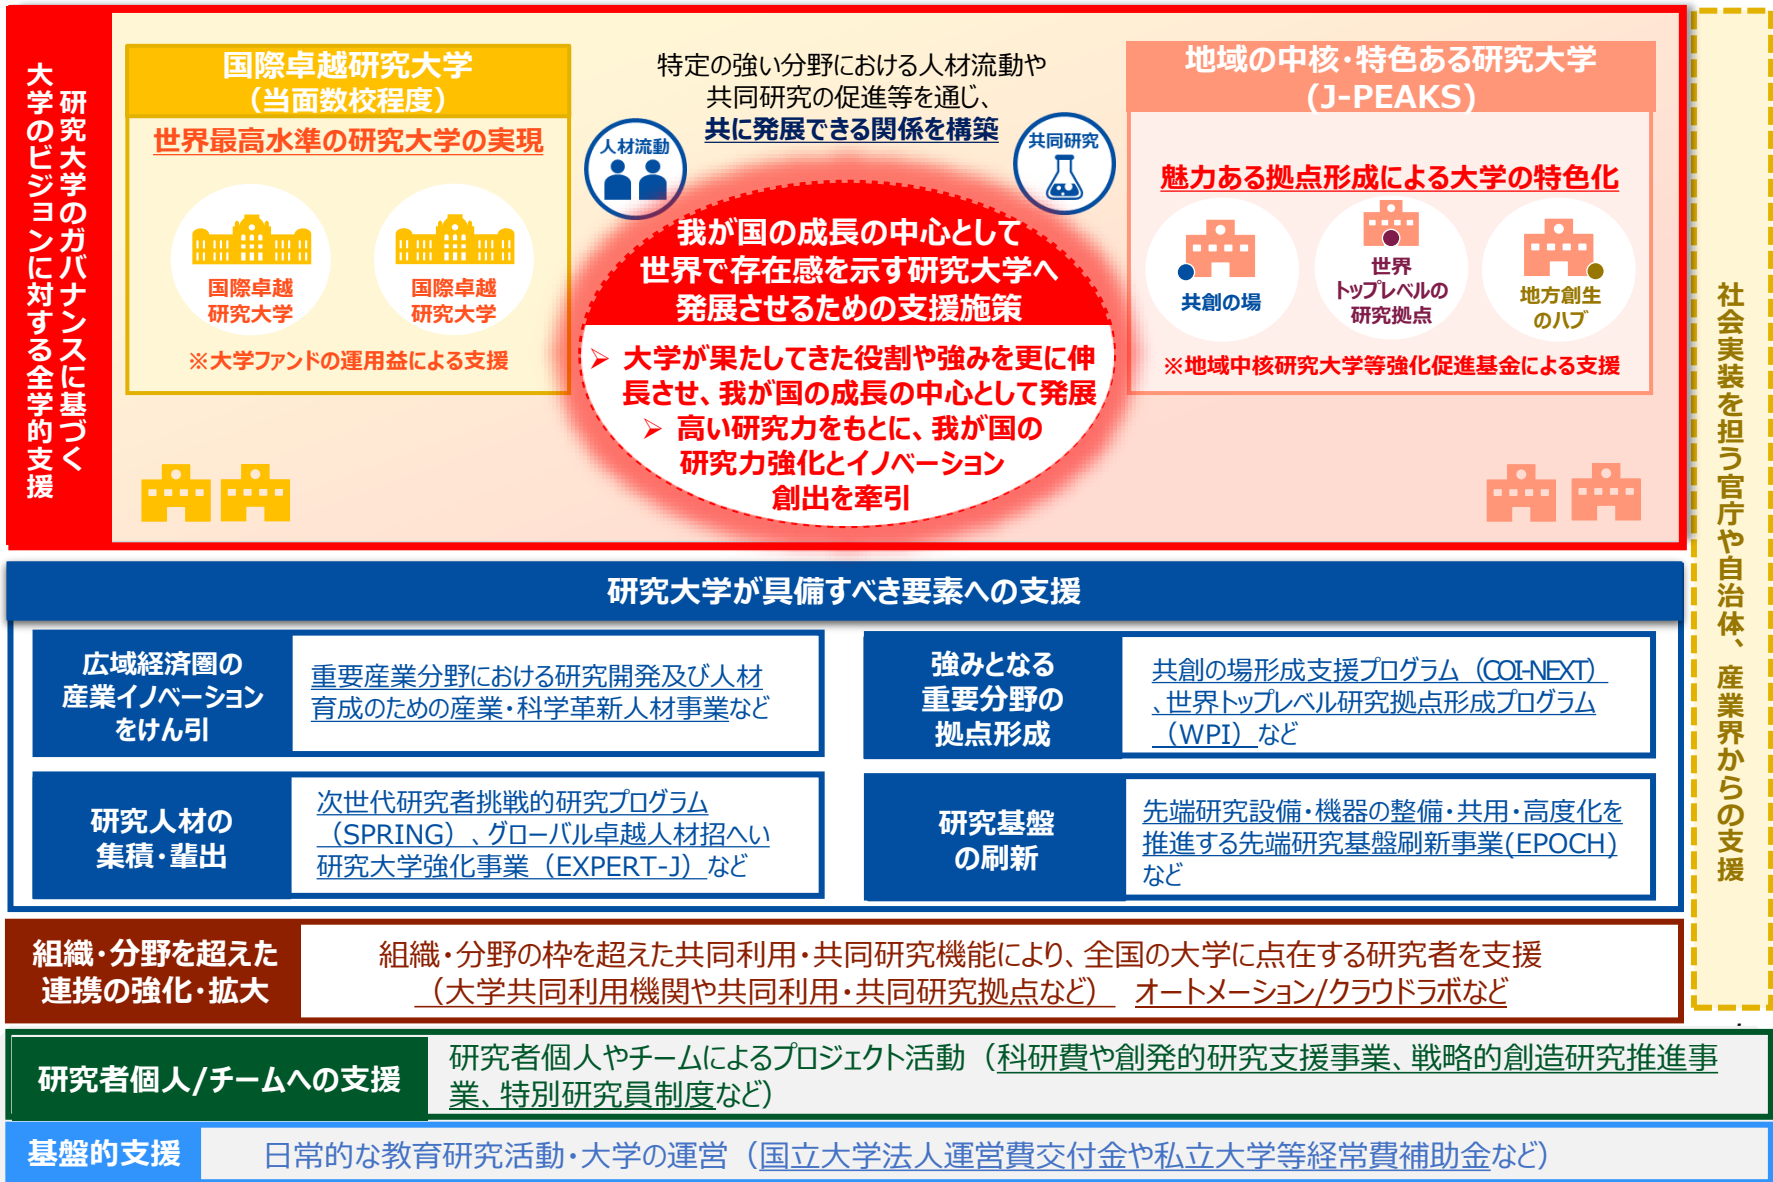 研究大学のガバナンスに基づく
大学のビジョンに対する全学的支援
国際卓越研究大学
（当面数校程度）
世界最高水準の研究大学の実現
国際卓越
研究大学
国際卓越
研究大学
※大学ファンドの運用益による支援
特定の強い分野における人材流動や
共同研究の促進等を通じ、
共に発展できる関係を構築
人材流動
共同研究
我が国の成長の中心として
世界で存在感を示す研究大学へ
発展させるための支援施策
➢ 大学が果たしてきた役割や強みを更に伸
長させ、我が国の成長の中心として発展
➢ 高い研究力をもとに、我が国の
研究力強化とイノベーション
創出を牽引
地域の中核・特色ある研究大学
(J-PEAKS)
魅力ある拠点形成による大学の特色化
共創の場
世界
トップレベルの
研究拠点
地方創生
のハブ
※地域中核研究大学等強化促進基金による支援
社会実装を担う官庁や自治体、産業界からの支援
研究大学が具備すべき要素への支援
広域経済圏の
産業イノベーション
をけん引
重要産業分野における研究開発及び人材
育成のための産業・科学革新人材事業など
強みとなる
重要分野の
拠点形成
共創の場形成支援プログラム（COI-NEXT）
、世界トップレベル研究拠点形成プログラム
（WPI）など
研究人材の
集積・輩出
次世代研究者挑戦的研究プログラム
（SPRING）、グローバル卓越人材招へい
研究大学強化事業（EXPERT-J）など
研究基盤
の刷新
先端研究設備・機器の整備・共用・高度化を
推進する先端研究基盤刷新事業(EPOCH)
など
組織・分野を超えた
連携の強化・拡大
組織・分野の枠を超えた共同利用・共同研究機能により、全国の大学に点在する研究者を支援
（大学共同利用機関や共同利用・共同研究拠点など） オートメーション/クラウドラボなど
研究者個人/チームへの支援
研究者個人やチームによるプロジェクト活動（科研費や創発的研究支援事業、戦略的創造研究推進事
業、特別研究員制度など）
基盤的支援
日常的な教育研究活動・大学の運営（国立大学法人運営費交付金や私立大学等経常費補助金など）